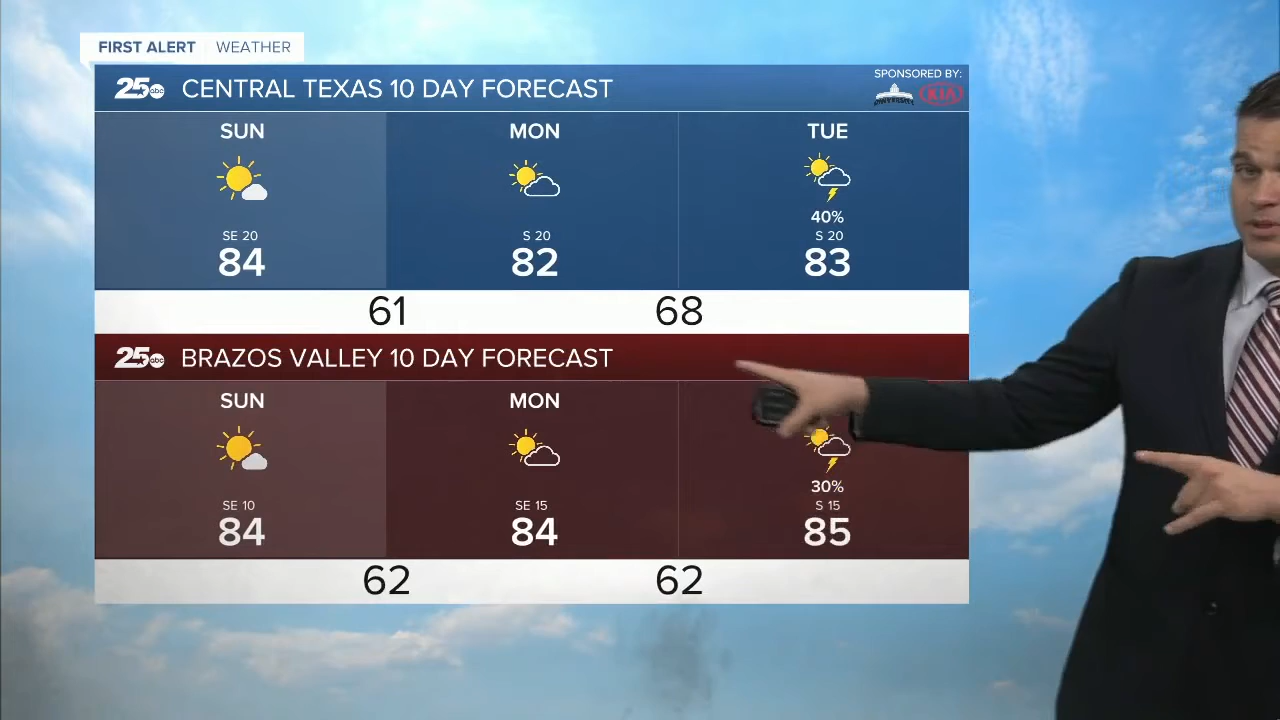 FIRST ALERT WEATHER
25 abc CENTRAL TEXAS 10 DAY FORECAST
SPONSORED BY:
UNIVERSITY KIA
SUN MON TUE
40%
SE 20 S 20 S 20
84 82 83
61 68
25 abc BRAZOS VALLEY 10 DAY FORECAST
SUN MON
30%
SE 10 SE 15 S 15
84 84 85
62 62